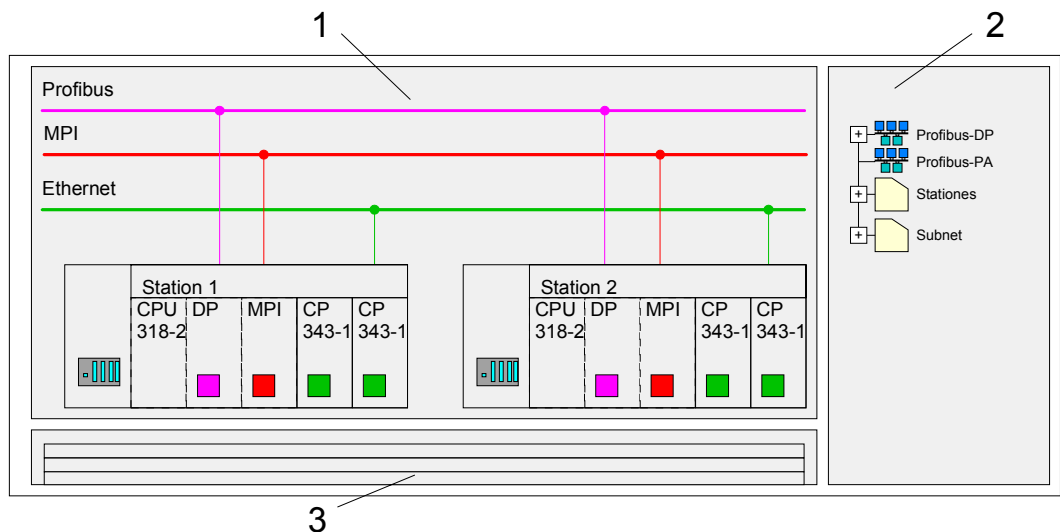 1
2
Profibus
MPI
Ethernet
Profibus-DP
Profibus-PA
Stationes
Subnet
Station 1
CPU 318-2
DP
MPI
CP 343-1
CP 343-1
Station 2
CPU 318-2
DP
MPI
CP 343-1
CP 343-1
3